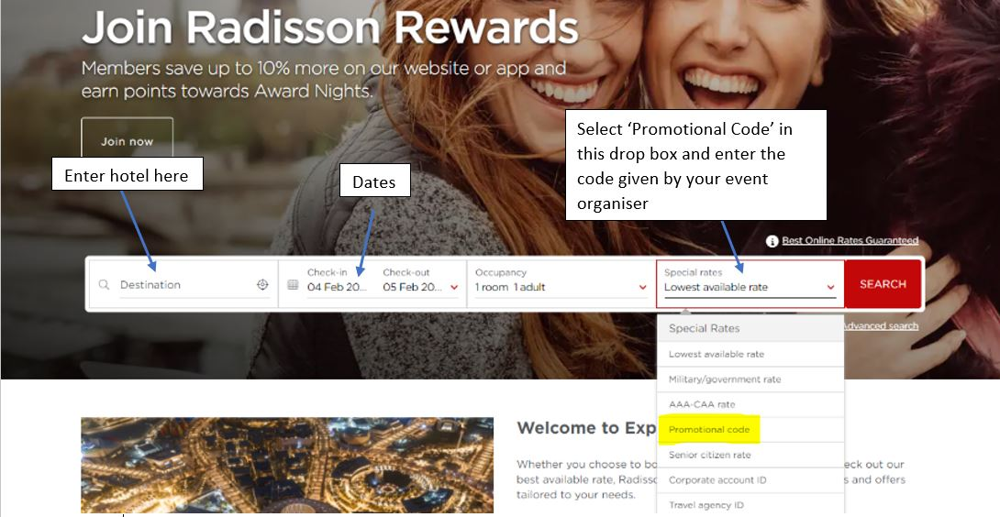 Join Radisson Rewards
Members save up to 10% more on our website or app and
earn points towards Award Nights.
Join now
Enter hotel here
Dates
Select ‘Promotional Code’ in
this drop box and enter the
code given by your event
organiser
Best Online Rates Guaranteed
Destination
Check-in
04 Feb 20...
Check-out
05 Feb 20...
Occupancy
1 room 1 adult
Special rates
Lowest available rate
SEARCH
Advanced search
Special Rates
Lowest available rate
Military/government rate
AAA-CAA rate
Promotional code
Senior citizen rate
Corporate account ID
Travel agency ID
Welcome to Exp
Whether you choose to bo eck out our
best available rate, Radisso s and offers
tailored to your needs.